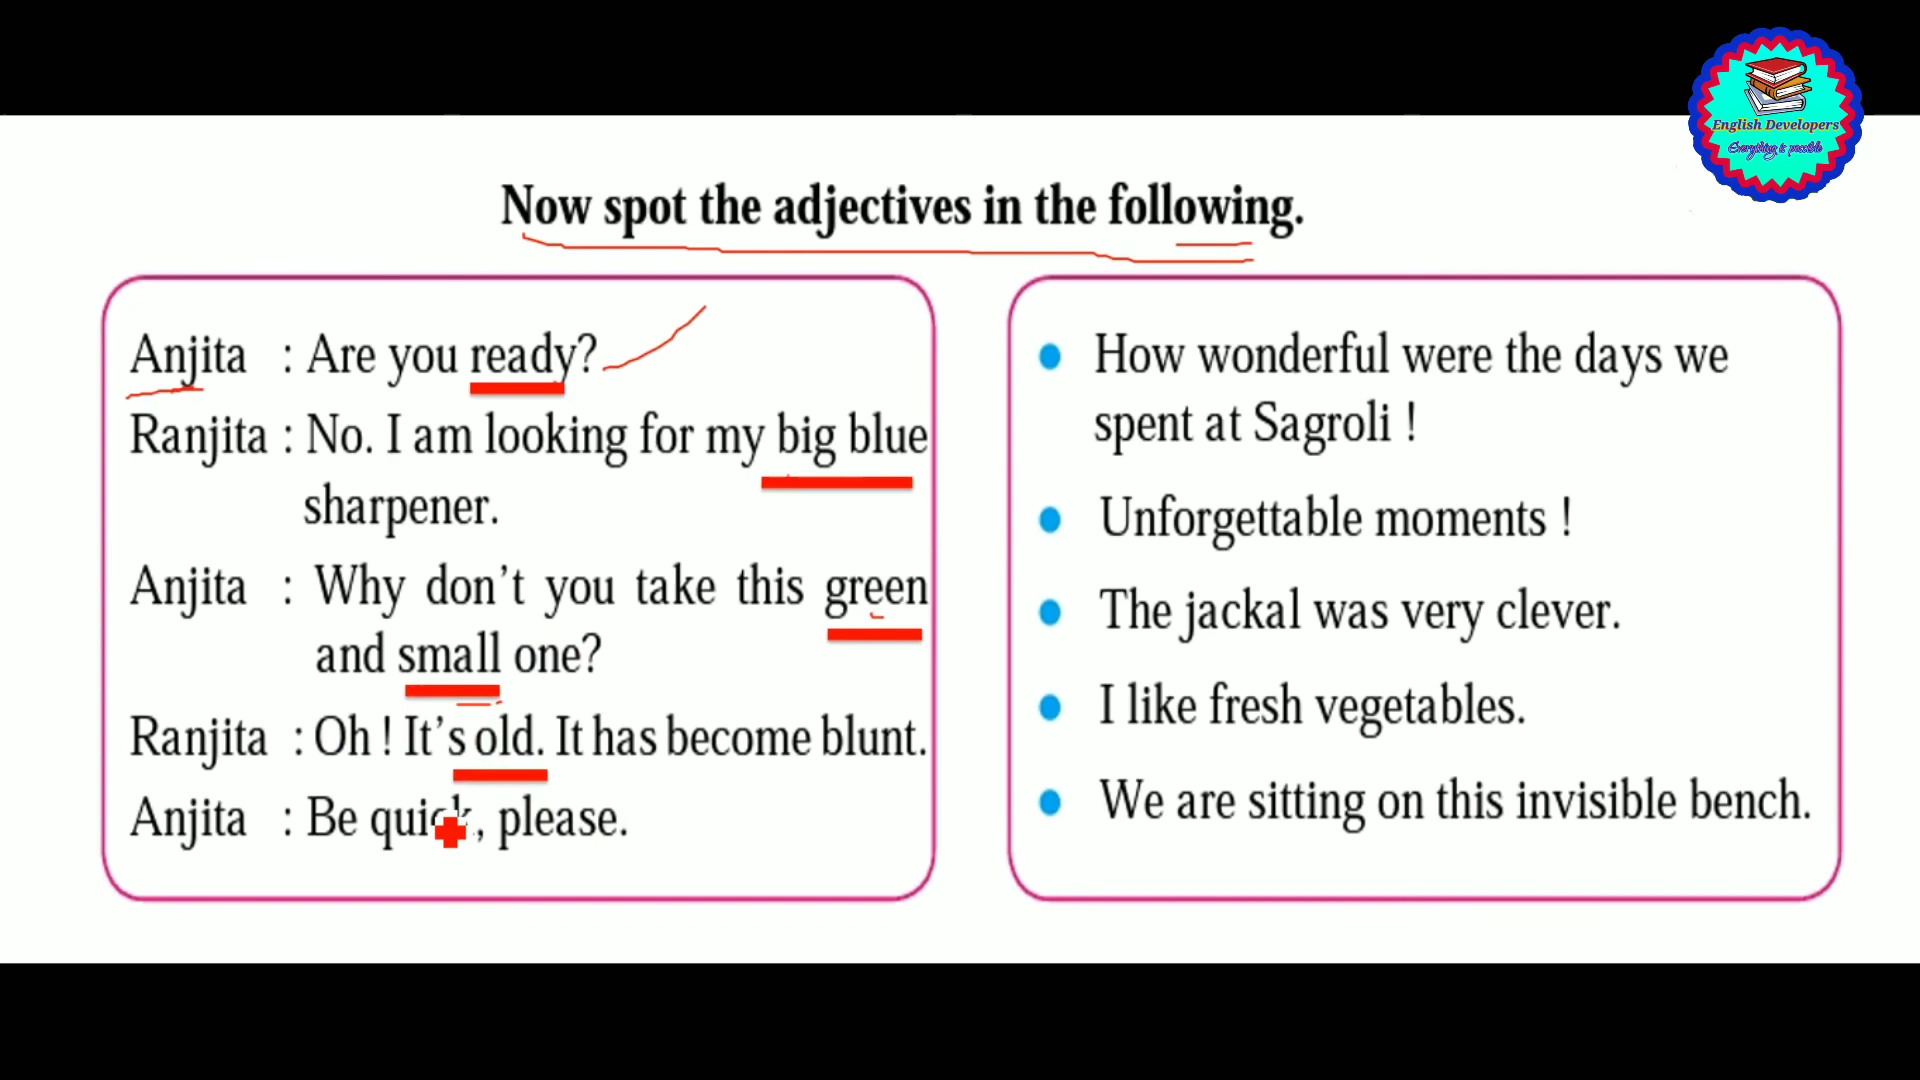 English Developers
Everything is possible
Now spot the adjectives in the following.
Anjita : Are you ready?
Ranjita : No. I am looking for my big blue
sharpener.
Anjita : Why don't you take this green
and small one?
Ranjita : Oh ! It's old. It has become blunt.
Anjita : Be quick, please.
How wonderful were the days we
spent at Sagroli !
Unforgettable moments !
The jackal was very clever.
I like fresh vegetables.
We are sitting on this invisible bench.